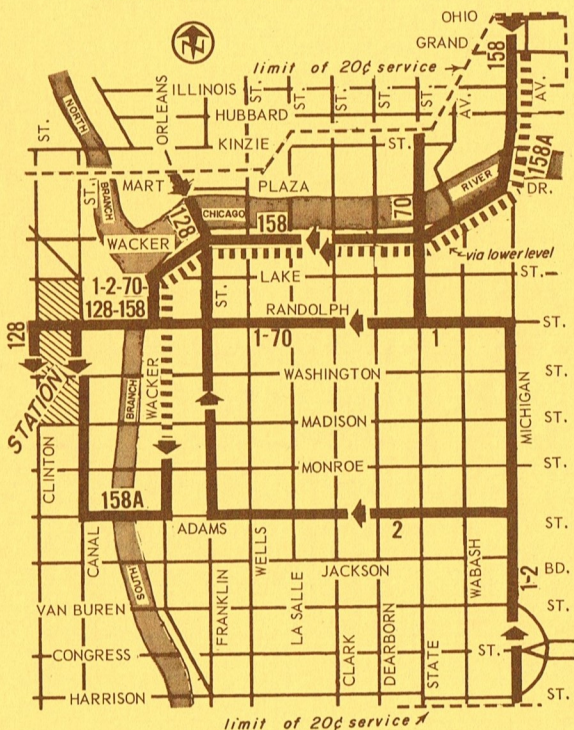 OHIO
GRAND
158
limit of 20¢ service
ILLINOIS
ORLEANS
ST.
ST.
ST.
ST.
ST.
AV.
AV.
NORTH
HUBBARD
ST.
KINZIE
ST.
158A
MART
PLAZA
RIVER
DR.
ST.
BRANCH
128
CHICAGO
158
70
WACKER
via lower level
LAKE
ST.
1-2-70-
128-158
ST.
RANDOLPH
128
1-70
1
ST.
STATION
BRANCH
WACKER
WASHINGTON
ST.
MADISON
ST.
MICHIGAN
CLINTON
MONROE
ST.
158A
CANAL
ADAMS
2
ST.
SOUTH
FRANKLIN
WELLS
LA SALLE
JACKSON
WABASH
BD.
1-2
VAN BUREN
CLARK
DEARBORN
STATE
ST.
CONGRESS
ST.
HARRISON
ST.
limit of 20¢ service